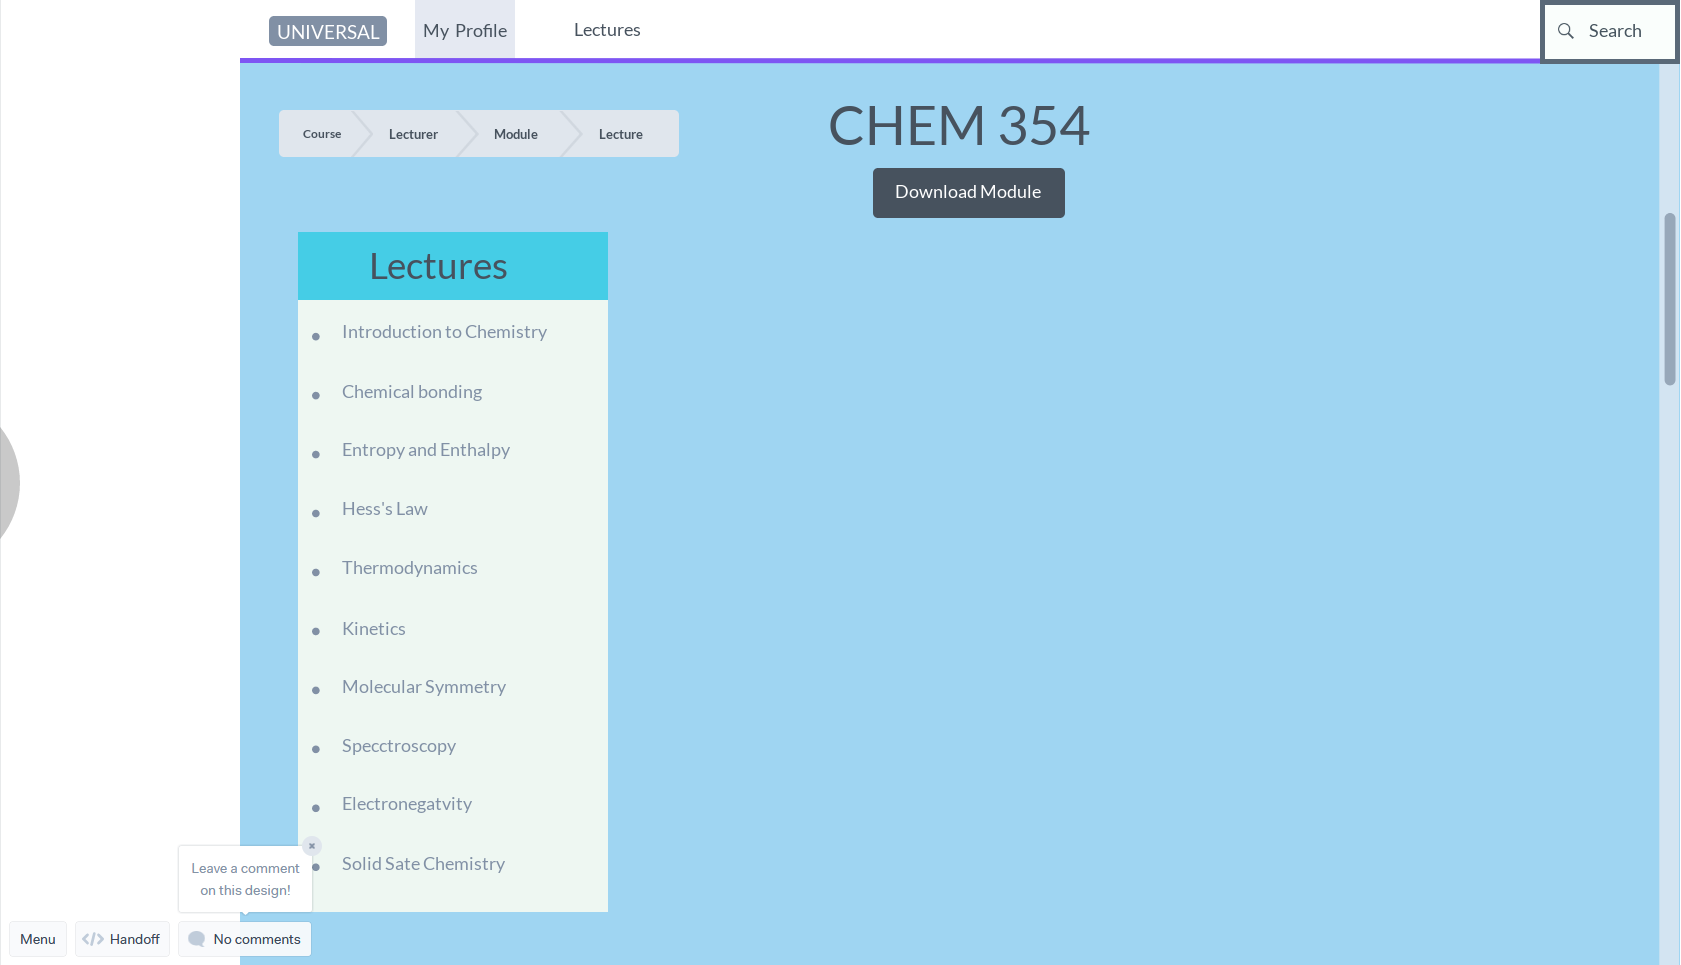 UNIVERSAL
My Profile
Lectures
Search
Course
Lecturer
Module
Lecture
CHEM 354
Download Module
Lectures
Introduction to Chemistry
Chemical bonding
Entropy and Enthalpy
Hess's Law
Thermodynamics
Kinetics
Molecular Symmetry
Specctroscopy
Electronegatvity
Solid Sate Chemistry
Leave a comment
on this design!
Menu
Handoff
No comments